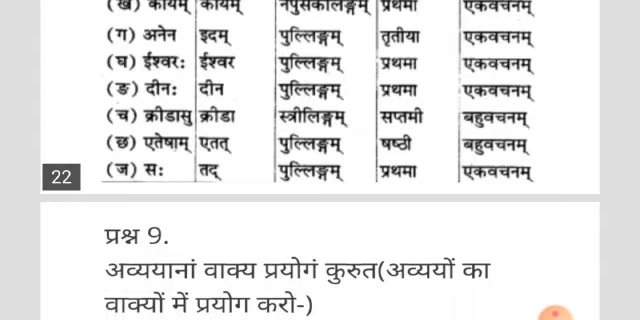 (ख) कार्यम् कार्यम् नपुंसकलिङ्गम् प्रथमा एकवचनम्
(ग) अनेन इदम् पुल्लिङ्गम् तृतीया एकवचनम्
(घ) ईश्वरः ईश्वर पुल्लिङ्गम् प्रथमा एकवचनम्
(ङ) दीनः दीन पुल्लिङ्गम् प्रथमा एकवचनम्
(च) क्रीडासु क्रीडा स्त्रीलिङ्गम् सप्तमी बहुवचनम्
(छ) एतेषाम् एतत् पुल्लिङ्गम् षष्ठी बहुवचनम्
(ज) सः तद् पुल्लिङ्गम् प्रथमा एकवचनम्
22
प्रश्न 9.
अव्ययानां वाक्य प्रयोगं कुरुत(अव्ययों का
वाक्यों में प्रयोग करो-)